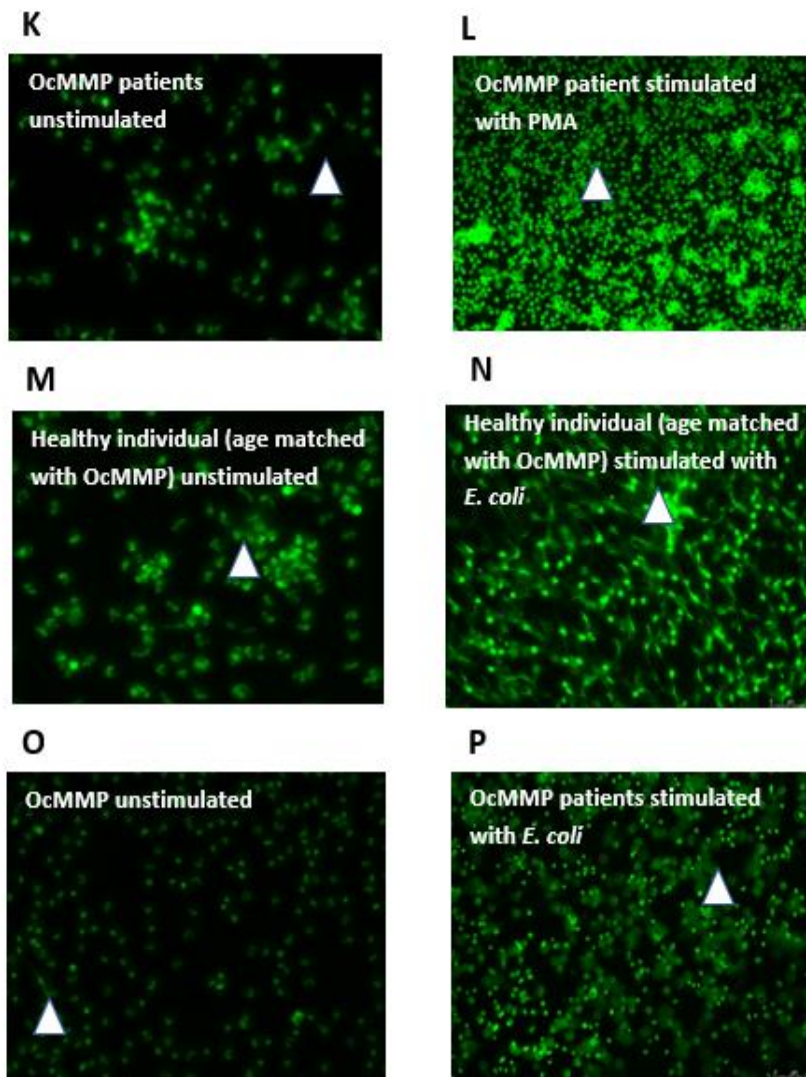 K
L
OcMMP patients
unstimulated
OcMMP patient stimulated
with PMA
M
N
Healthy individual (age matched
with OcMMP) unstimulated
Healthy individual (age matched
with OcMMP) stimulated with
E. coli
O
P
OcMMP unstimulated
OcMMP patients stimulated
with E. coli